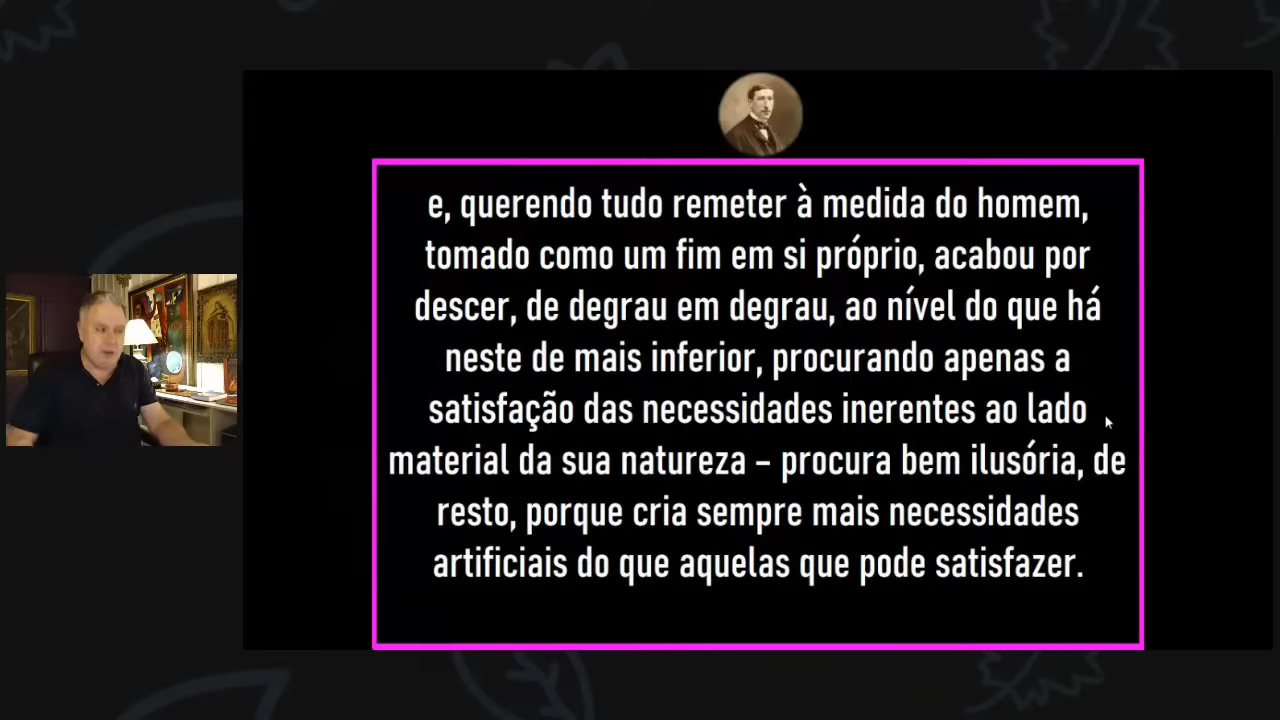 e, querendo tudo remeter à medida do homem,
tomado como um fim em si próprio, acabou por
descer, de degrau em degrau, ao nível do que há
neste de mais inferior, procurando apenas a
satisfação das necessidades inerentes ao lado
material da sua natureza – procura bem ilusória, de
resto, porque cria sempre mais necessidades
artificiais do que aquelas que pode satisfazer.